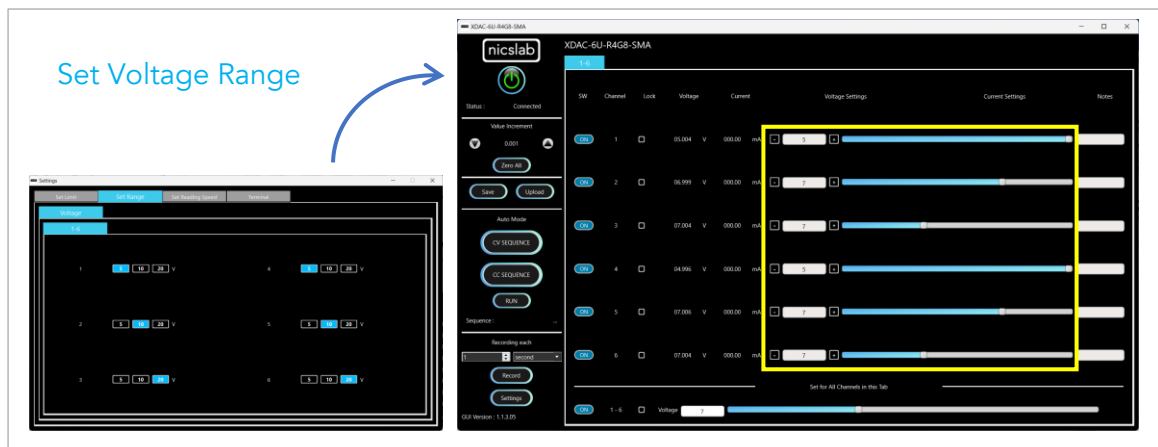 Set Voltage Range
Settings
Set Limit Set Range Set Reading Speed Terminal
Voltage
1-6
1 5 10 20 V 4 5 10 20 V
2 5 10 20 V 5 5 10 20 V
3 5 10 20 V 6 5 10 20 V
XDAC-6U-R4G8-SMA
nicslab
Status : Connected
Value Increment
0.001
Zero All
Save Upload
Auto Mode
CV SEQUENCE
CC SEQUENCE
RUN
Sequence : --
Recording each
1 second
Record
Settings
GUI Version : 1.1.3.05
XDAC-6U-R4G8-SMA
1-6
SW Channel Lock Voltage Current Voltage Settings Current Settings Notes
ON 1 05.004 V 000.00 mA - 5 +
ON 2 06.999 V 000.00 mA - 7 +
ON 3 07.004 V 000.00 mA - 7 +
ON 4 04.996 V 000.00 mA - 5 +
ON 5 07.006 V 000.00 mA - 7 +
ON 6 07.004 V 000.00 mA - 7 +
Set for All Channels in this Tab
ON 1 - 6 Voltage 7